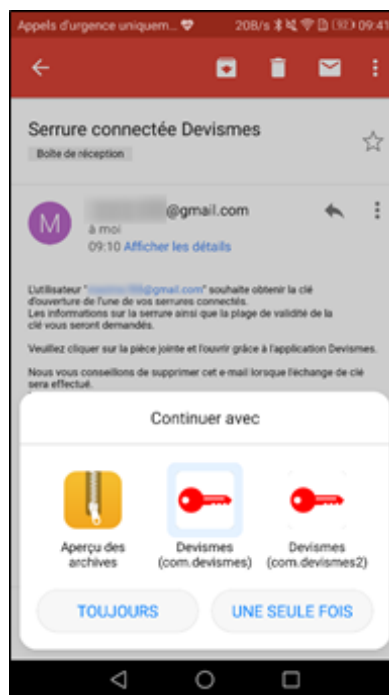 Appels d'urgence uniquem... 20B/s 92 09:41
Serrure connectée Devismes
Boîte de réception
M
@gmail.com
à moi
09:10 Afficher les détails
L'utilisateur " @gmail.com" souhaite obtenir la clé
d'ouverture de l'une de vos serrures connectés.
Les informations sur la serrure ainsi que la plage de validité de la
clé vous seront demandés.
Veuillez cliquer sur la pièce jointe et l'ouvrir grâce à l'application Devismes.
Nous vous conseillons de supprimer cet e-mail lorsque l'échange de clé
sera effectué.
Continuer avec
Aperçu des
archives
Devismes
(com.devismes)
Devismes
(com.devismes2)
TOUJOURS
UNE SEULE FOIS